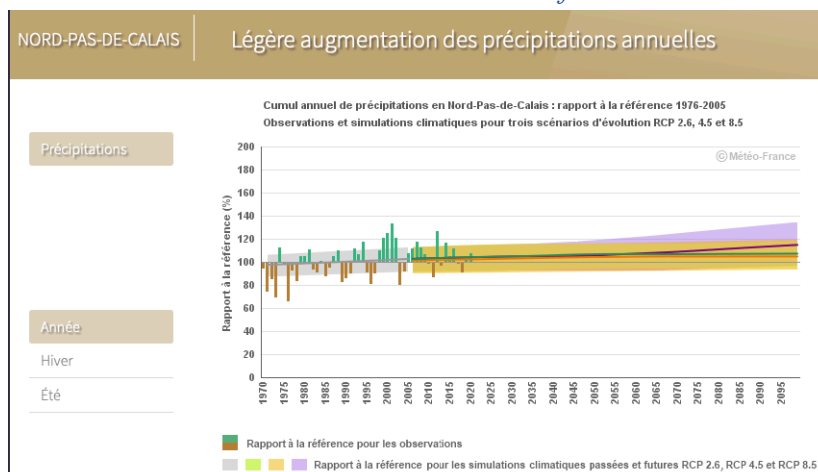 NORD-PAS-DE-CALAIS
Légère augmentation des précipitations annuelles
Précipitations
Année
Hiver
Été
Cumul annuel de précipitations en Nord-Pas-de-Calais : rapport à la référence 1976-2005
Observations et simulations climatiques pour trois scénarios d'évolution RCP 2.6, 4.5 et 8.5
© Météo-France
Rapport à la référence (%)
200
180
160
140
120
100
80
60
40
20
0
1970 1975 1980 1985 1990 1995 2000 2005 2010 2015 2020 2025 2030 2035 2040 2045 2050 2055 2060 2065 2070 2075 2080 2085 2090 2095
Rapport à la référence pour les observations
Rapport à la référence pour les simulations climatiques passées et futures RCP 2.6, RCP 4.5 et RCP 8.5